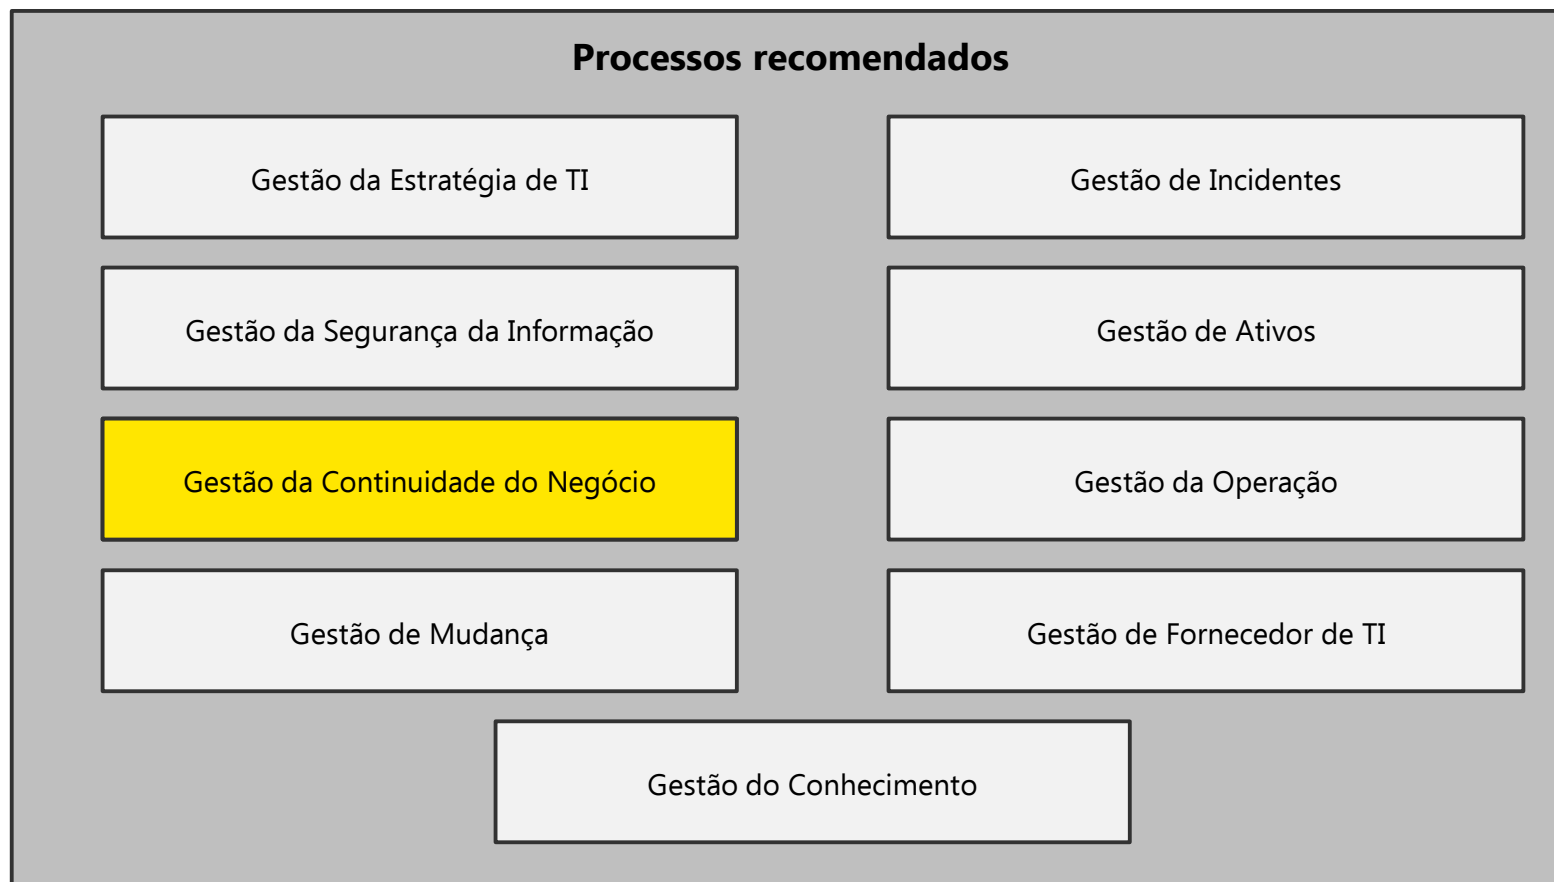 Processos recomendados
Gestão da Estratégia de TI
Gestão de Incidentes
Gestão da Segurança da Informação
Gestão de Ativos
Gestão da Continuidade do Negócio
Gestão da Operação
Gestão de Mudança
Gestão de Fornecedor de TI
Gestão do Conhecimento